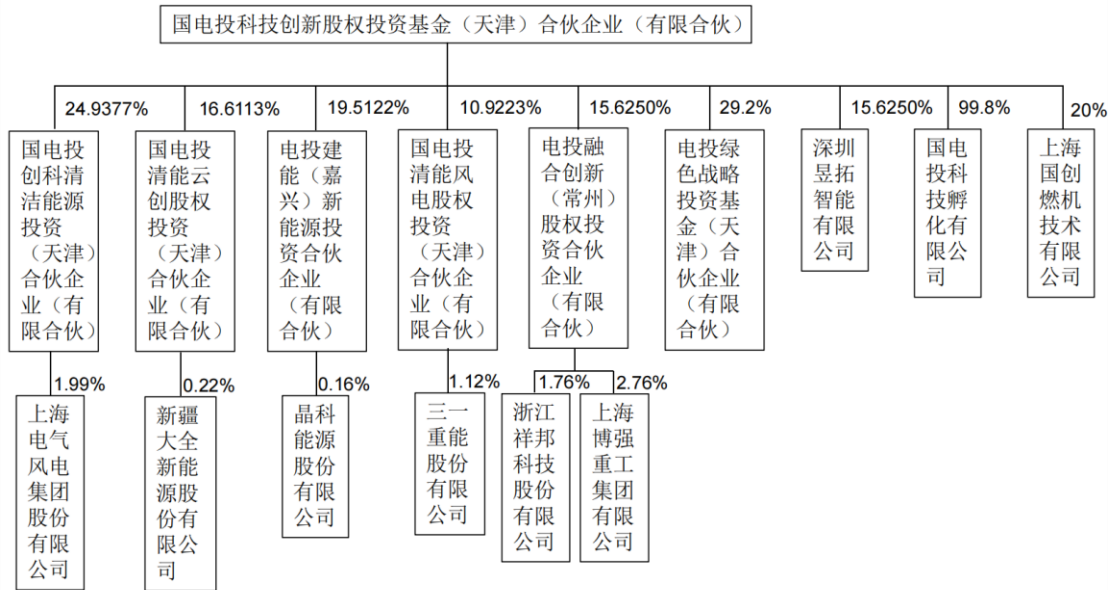 国电投科技创新股权投资基金（天津）合伙企业（有限合伙）
24.9377%
16.6113%
19.5122%
10.9223%
15.6250%
29.2%
15.6250%
99.8%
20%
国电投
创科清
洁能源
投资
（天津）
合伙企
业（有
限合伙）
国电投
清能云
创股权
投资
（天津）
合伙企
业（有
限合伙）
电投建
能（嘉
兴）新
能源投
资合伙
企业
（有限
合伙）
国电投
清能风
电股权
投资
（天津）
合伙企
业（有
限合伙）
电投融
合创新
（常州）
股权投
资合伙
企业
（有限
合伙）
电投绿
色战略
投资基
金（天
津）合
伙企业
（有限
合伙）
深圳
昱拓
智能
有限
公司
国电
投科
技孵
化有
限公
司
上海
国创
燃机
技术
有限
公司
1.99%
0.22%
0.16%
1.12%
1.76%
2.76%
上海
电气
风电
集团
股份
有限
公司
新疆
大全
新能
源股
份有
限公
司
晶科
能源
股份
有限
公司
三一
重能
股份
有限
公司
浙江
祥邦
科技
股份
有限
公司
上海
博强
重工
集团
有限
公司